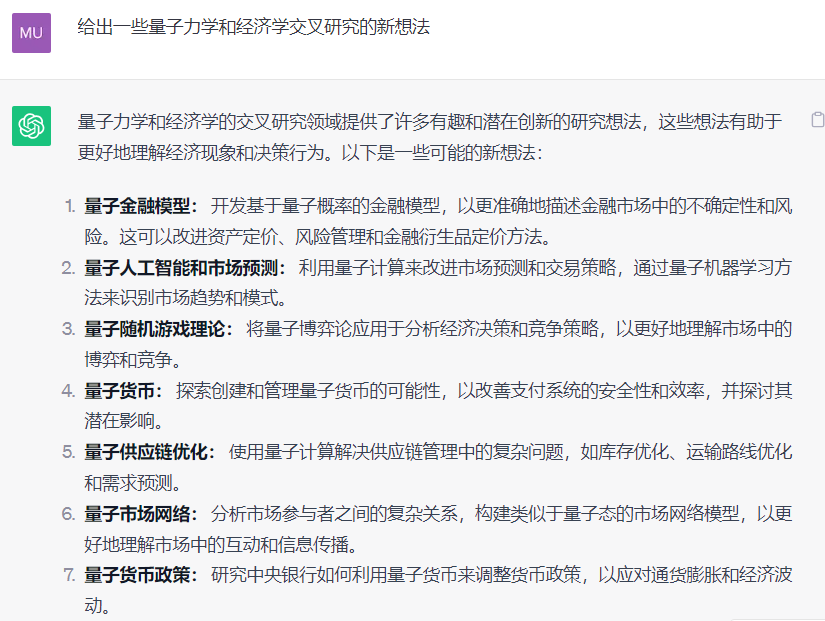 MU
给出一些量子力学和经济学交叉研究的新想法
量子力学和经济学的交叉研究领域提供了许多有趣和潜在创新的研究想法，这些想法有助于
更好地理解经济现象和决策行为。以下是一些可能的新想法：
1. 量子金融模型： 开发基于量子概率的金融模型，以更准确地描述金融市场中的不确定性和风
险。这可以改进资产定价、风险管理和金融衍生品定价方法。
2. 量子人工智能和市场预测： 利用量子计算来改进市场预测和交易策略，通过量子机器学习方
法来识别市场趋势和模式。
3. 量子随机游戏理论： 将量子博弈论应用于分析经济决策和竞争策略，以更好地理解市场中的
博弈和竞争。
4. 量子货币： 探索创建和管理量子货币的可能性，以改善支付系统的安全性和效率，并探讨其
潜在影响。
5. 量子供应链优化： 使用量子计算解决供应链管理中的复杂问题，如库存优化、运输路线优化
和需求预测。
6. 量子市场网络： 分析市场参与者之间的复杂关系，构建类似于量子态的市场网络模型，以更
好地理解市场中的互动和信息传播。
7. 量子货币政策： 研究中央银行如何利用量子货币来调整货币政策，以应对通货膨胀和经济波
动。